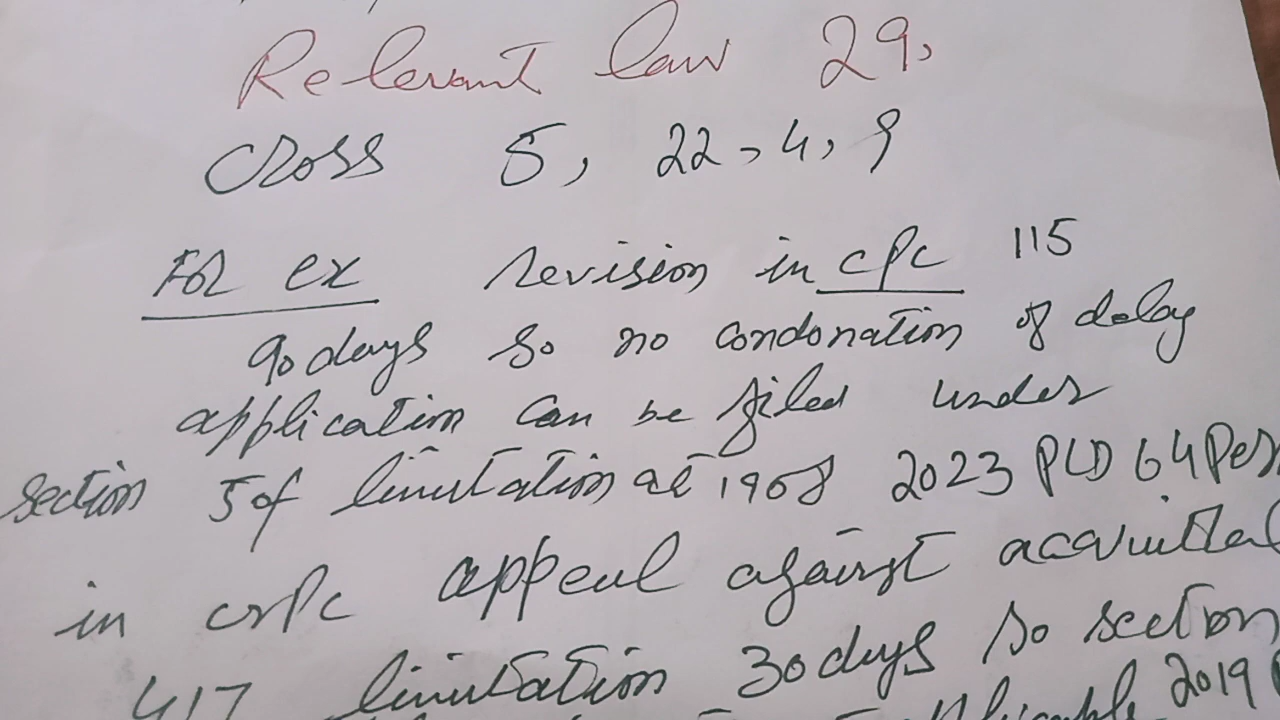 Relevant law 29,
Cross 5, 22, 4, 9
For ex revision in CPC 115
90 days so no condonation of delay
application can be filed under
section 5 of limitation act 1908 2023 PLD 64 Pesh
in CrPC appeal against acquittal
417 limitation 30 days so section
2019